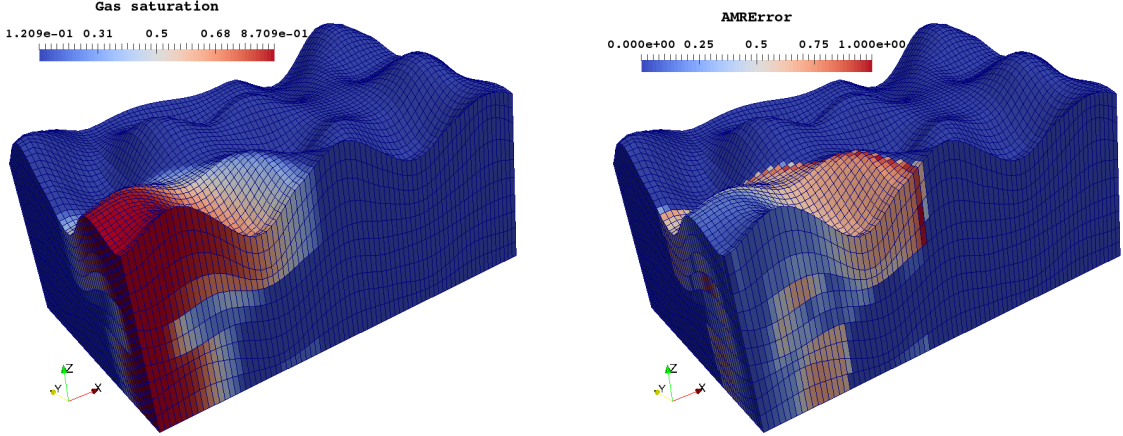 Gas saturation
1.209e-01 0.31 0.5 0.68 8.709e-01
Z
Y X
AMRError
0.000e+00 0.25 0.5 0.75 1.000e+00
Z
Y X